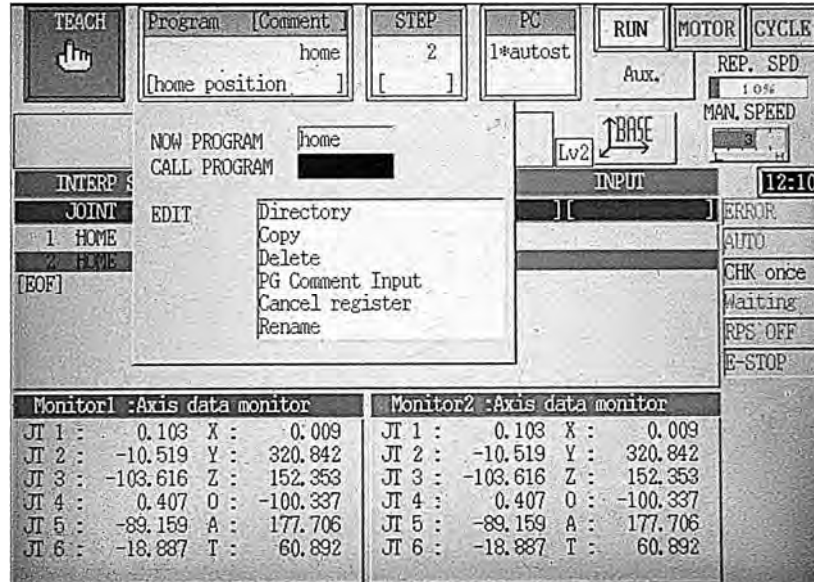 TEACH
Program [Comment ]
home
[home position ]
STEP
2
[ ]
PC
1*autost
RUN
MOTOR
CYCLE
Aux.
REP. SPD
10%
MAN. SPEED
3
L H
BASE
Lv2
NOW PROGRAM home
CALL PROGRAM
EDIT
Directory
Copy
Delete
PG Comment Input
Cancel register
Rename
INTERP S
INPUT
12:10
JOINT ][ ]
1 HOME
2 HOME
[EOF]
ERROR
AUTO
CHK once
Waiting
RPS OFF
E-STOP
Monitor1 :Axis data monitor
JT 1 : 0.103 X : 0.009
JT 2 : -10.519 Y : 320.842
JT 3 : -103.616 Z : 152.353
JT 4 : 0.407 O : -100.337
JT 5 : -89.159 A : 177.706
JT 6 : -18.887 T : 60.892
Monitor2 :Axis data monitor
JT 1 : 0.103 X : 0.009
JT 2 : -10.519 Y : 320.842
JT 3 : -103.616 Z : 152.353
JT 4 : 0.407 O : -100.337
JT 5 : -89.159 A : 177.706
JT 6 : -18.887 T : 60.892